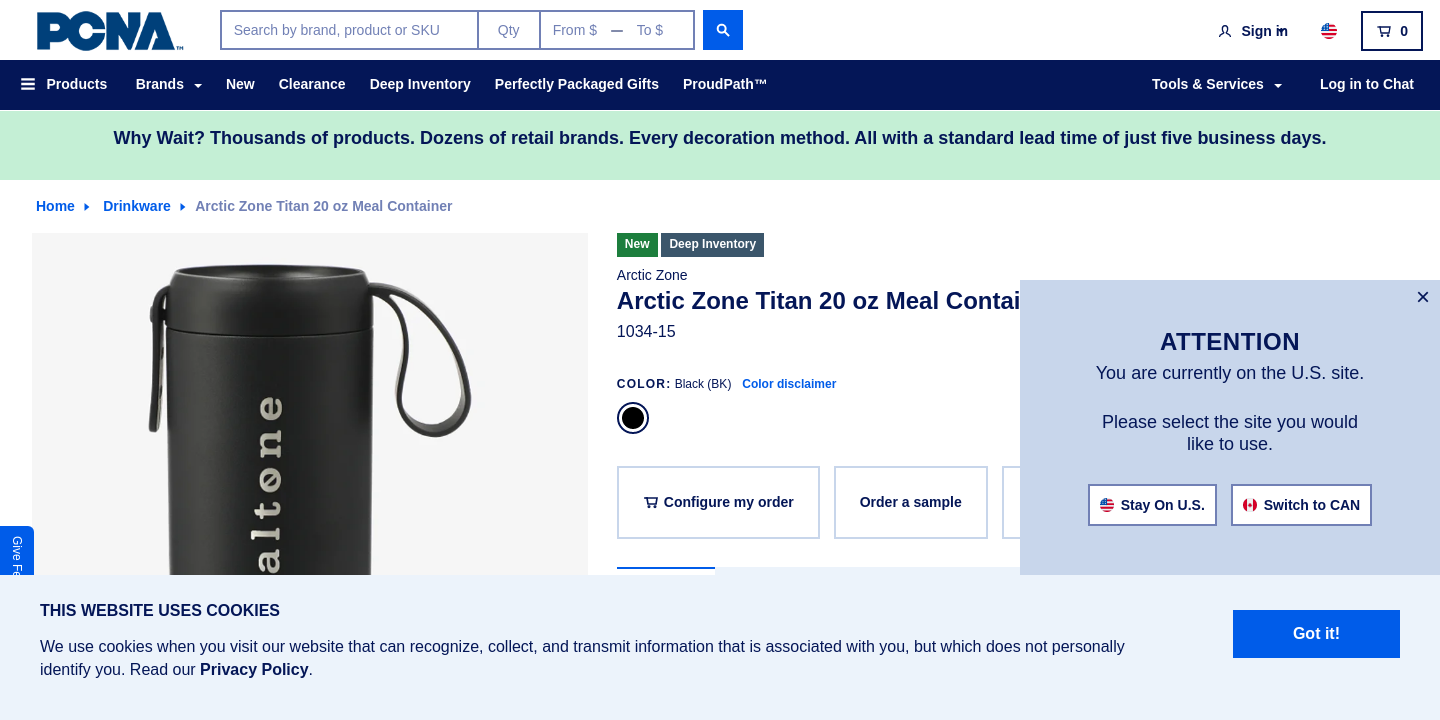 PCNA™
Search by brand, product or SKU
Qty
From $ — To $
Sign in
0
Products
Brands
New
Clearance
Deep Inventory
Perfectly Packaged Gifts
ProudPath™
Tools & Services
Log in to Chat
Why Wait? Thousands of products. Dozens of retail brands. Every decoration method. All with a standard lead time of just five business days.
Home
Drinkware
Arctic Zone Titan 20 oz Meal Container
New
Deep Inventory
Arctic Zone
Arctic Zone Titan 20 oz Meal Contai
1034-15
COLOR: Black (BK) Color disclaimer
Configure my order
Order a sample
altone
Give Fe
×
ATTENTION
You are currently on the U.S. site.
Please select the site you would
like to use.
Stay On U.S.
Switch to CAN
THIS WEBSITE USES COOKIES
We use cookies when you visit our website that can recognize, collect, and transmit information that is associated with you, but which does not personally
identify you. Read our Privacy Policy.
Got it!